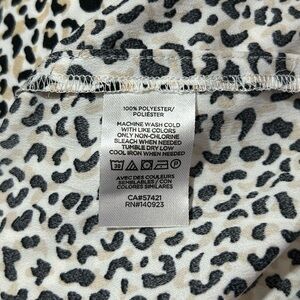 100% POLYESTER/
POLIÉSTER
MACHINE WASH COLD
WITH LIKE COLORS
ONLY NON-CHLORINE
BLEACH WHEN NEEDED
TUMBLE DRY LOW
COOL IRON WHEN NEEDED
AVEC DES COULEURS
SEMBLABLES / CON
COLORES SIMILARES
CA#57421
RN#140923